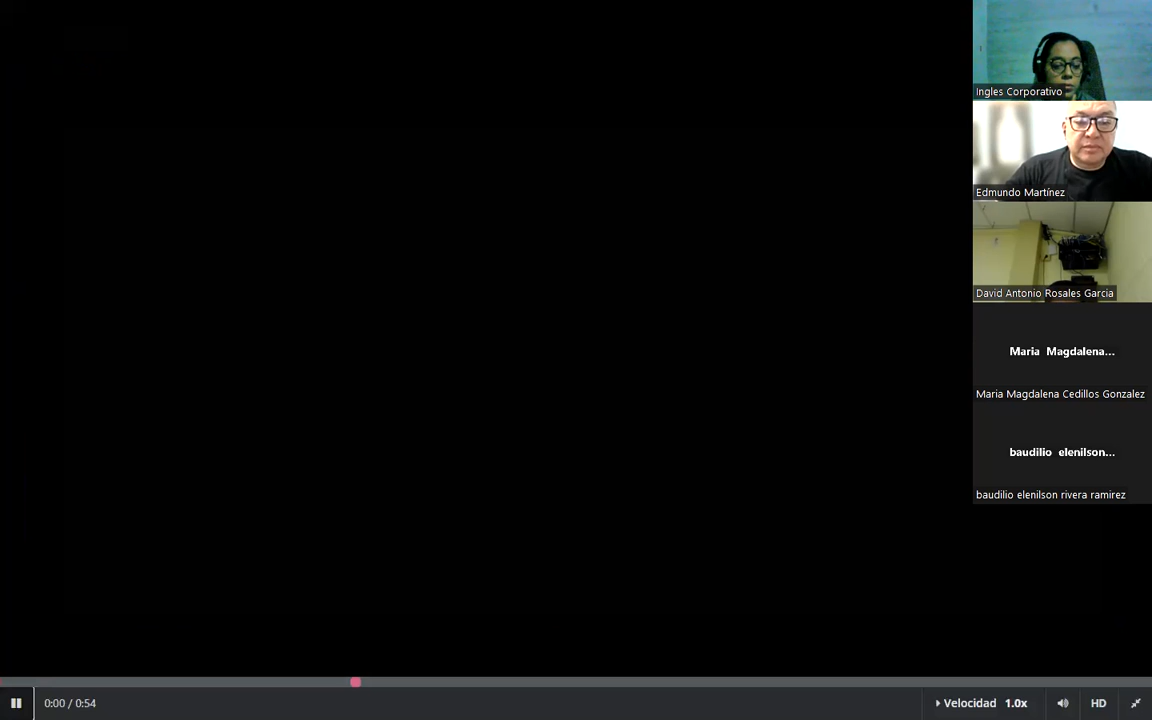 Ingles Corporativo
Edmundo Martínez
David Antonio Rosales Garcia
Maria Magdalena...
Maria Magdalena Cedillos Gonzalez
baudilio elenilson...
baudilio elenilson rivera ramirez
0:00 / 0:54
Velocidad 1.0x
HD